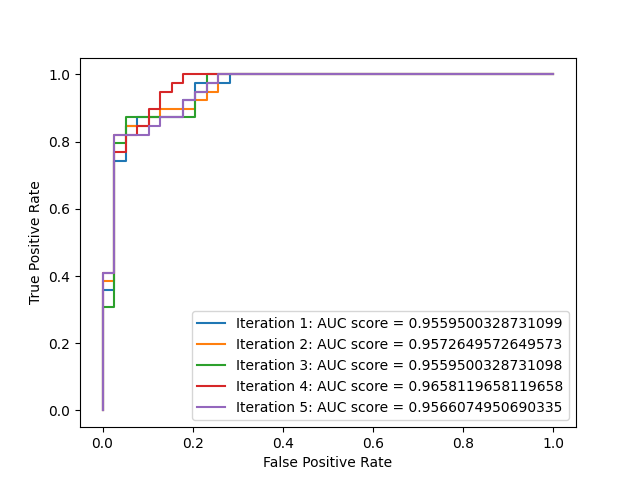 1.0
0.8
0.6
0.4
0.2
0.0
True Positive Rate
Iteration 1: AUC score = 0.9559500328731099
Iteration 2: AUC score = 0.9572649572649573
Iteration 3: AUC score = 0.9559500328731098
Iteration 4: AUC score = 0.9658119658119658
Iteration 5: AUC score = 0.9566074950690335
0.0 0.2 0.4 0.6 0.8 1.0
False Positive Rate